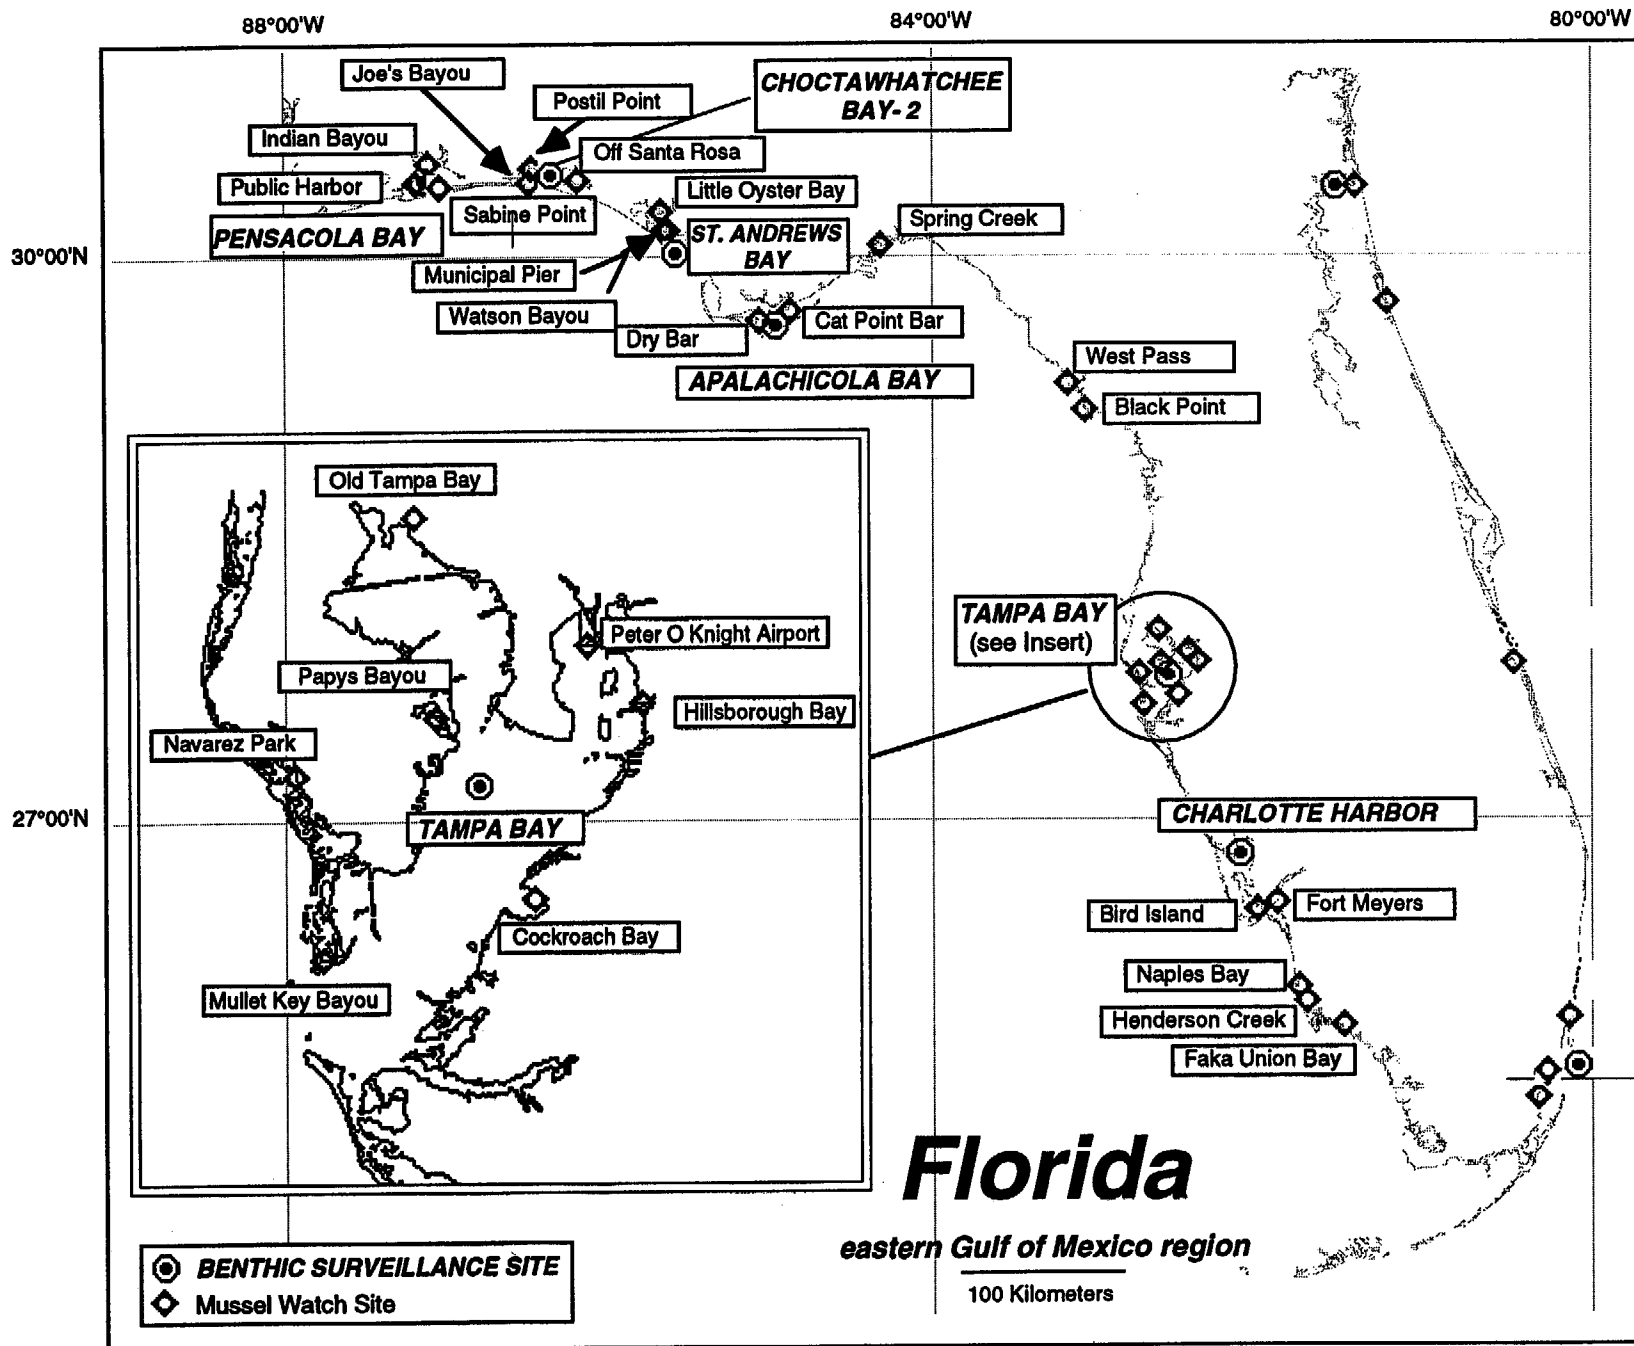 88°00'W
84°00'W
80°00'W
Joe's Bayou
CHOCTAWHATCHEE
BAY- 2
Postil Point
Indian Bayou
Off Santa Rosa
Public Harbor
Little Oyster Bay
Sabine Point
Spring Creek
PENSACOLA BAY
ST. ANDREWS
BAY
30°00'N
Municipal Pier
Watson Bayou
Cat Point Bar
Dry Bar
West Pass
APALACHICOLA BAY
Black Point
Old Tampa Bay
TAMPA BAY
(see Insert)
Peter O Knight Airport
Papys Bayou
Hillsborough Bay
Navarez Park
27°00'N
TAMPA BAY
CHARLOTTE HARBOR
Bird Island
Fort Meyers
Cockroach Bay
Naples Bay
Mullet Key Bayou
Henderson Creek
Faka Union Bay
Florida
eastern Gulf of Mexico region
100 Kilometers
BENTHIC SURVEILLANCE SITE
Mussel Watch Site